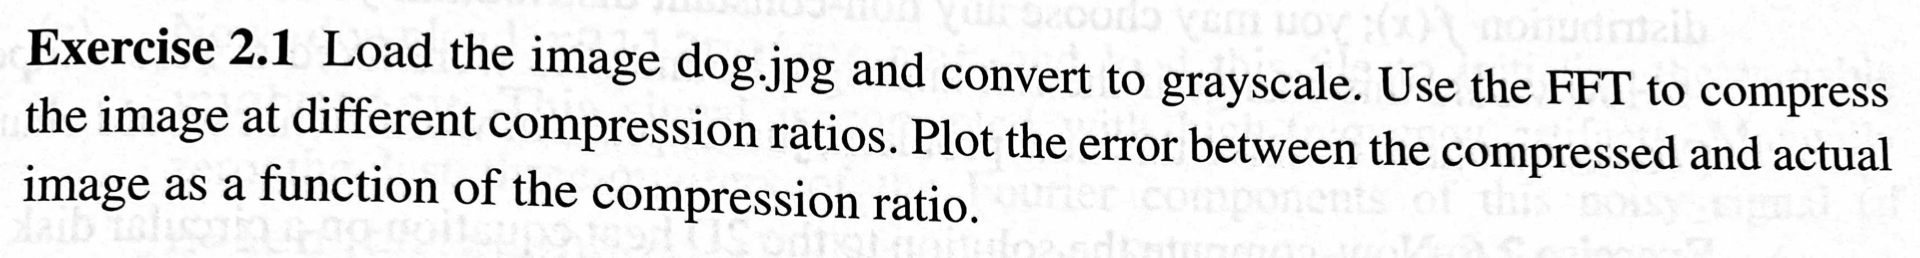 Exercise 2.1 Load the image dog.jpg and convert to grayscale. Use the FFT to compress
the image at different compression ratios. Plot the error between the compressed and actual
image as a function of the compression ratio.